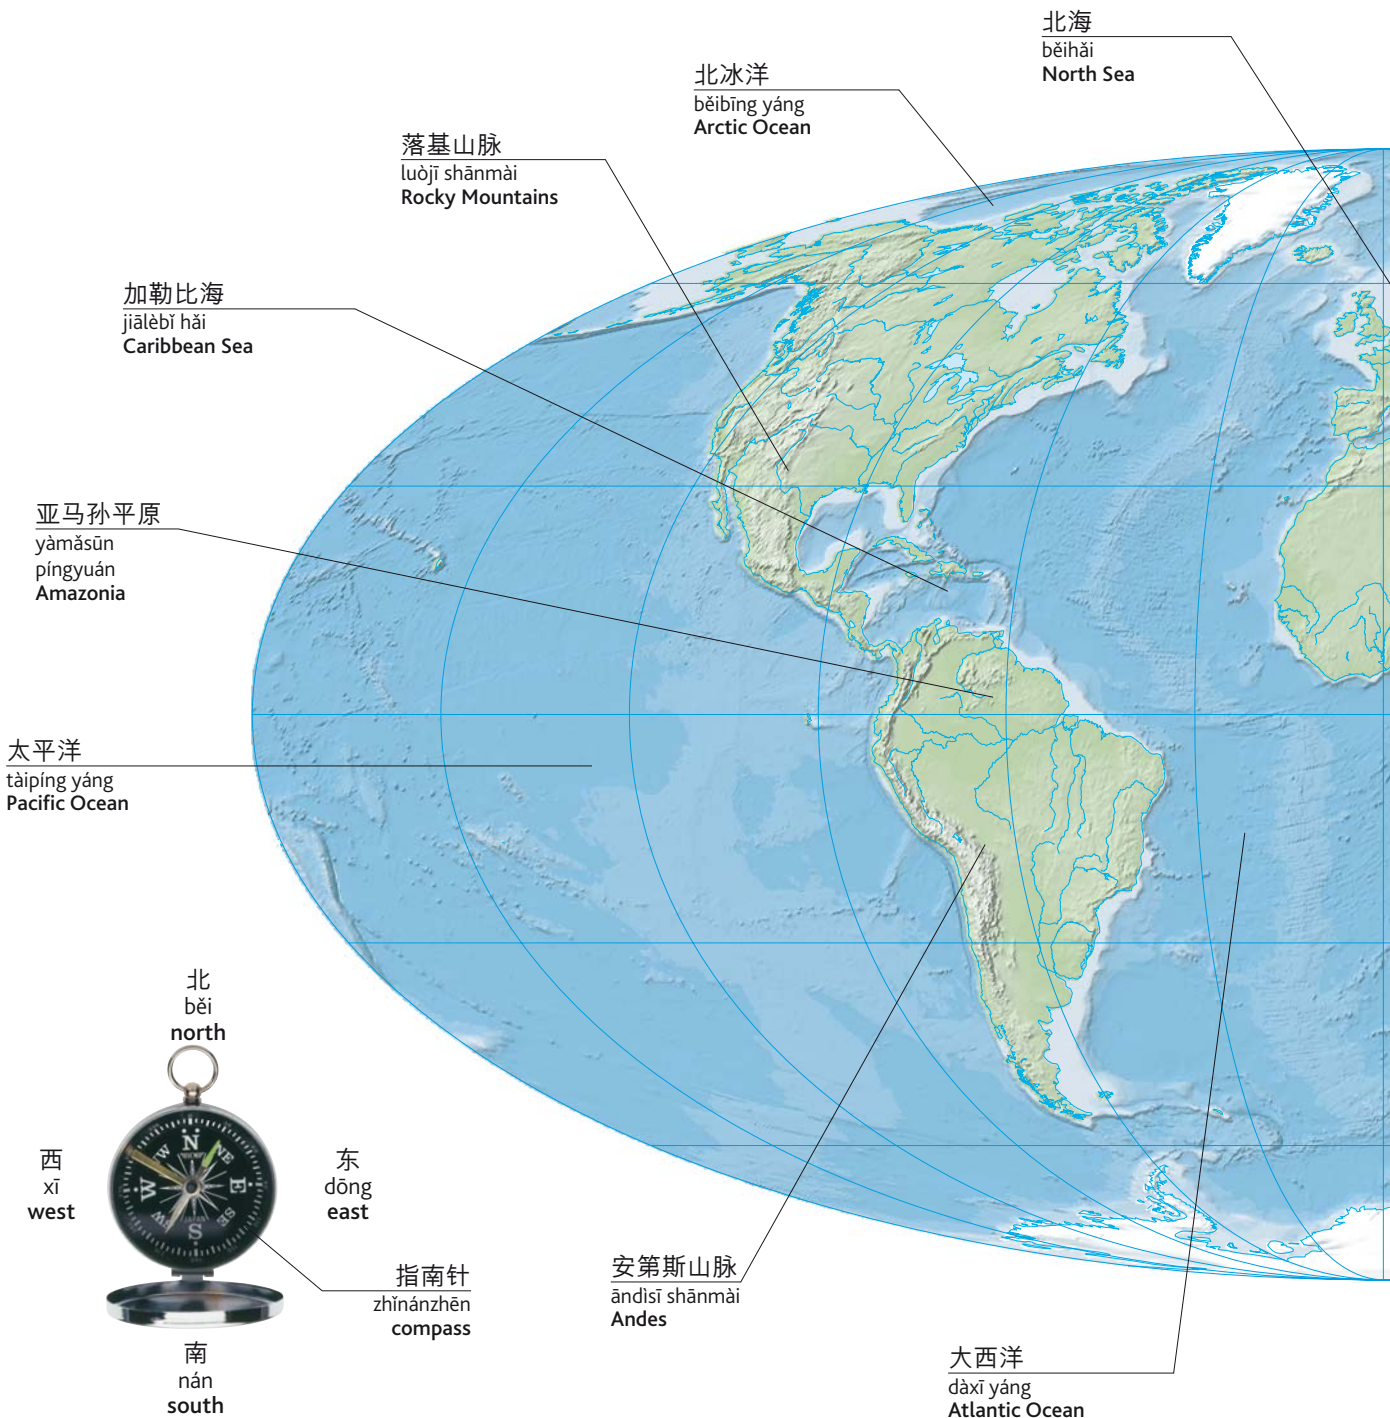 北海
běihǎi
North Sea
北冰洋
běibīng yáng
Arctic Ocean
落基山脉
luòjī shānmài
Rocky Mountains
加勒比海
jiālèbǐ hǎi
Caribbean Sea
亚马孙平原
yàmǎsūn
píngyuán
Amazonia
太平洋
tàipíng yáng
Pacific Ocean
北
běi
north
西
xī
west
N
NE
E
SE
S
SW
W
W
东
dōng
east
指南针
zhǐnánzhēn
compass
南
nán
south
安第斯山脉
āndìsī shānmài
Andes
大西洋
dàxī yáng
Atlantic Ocean